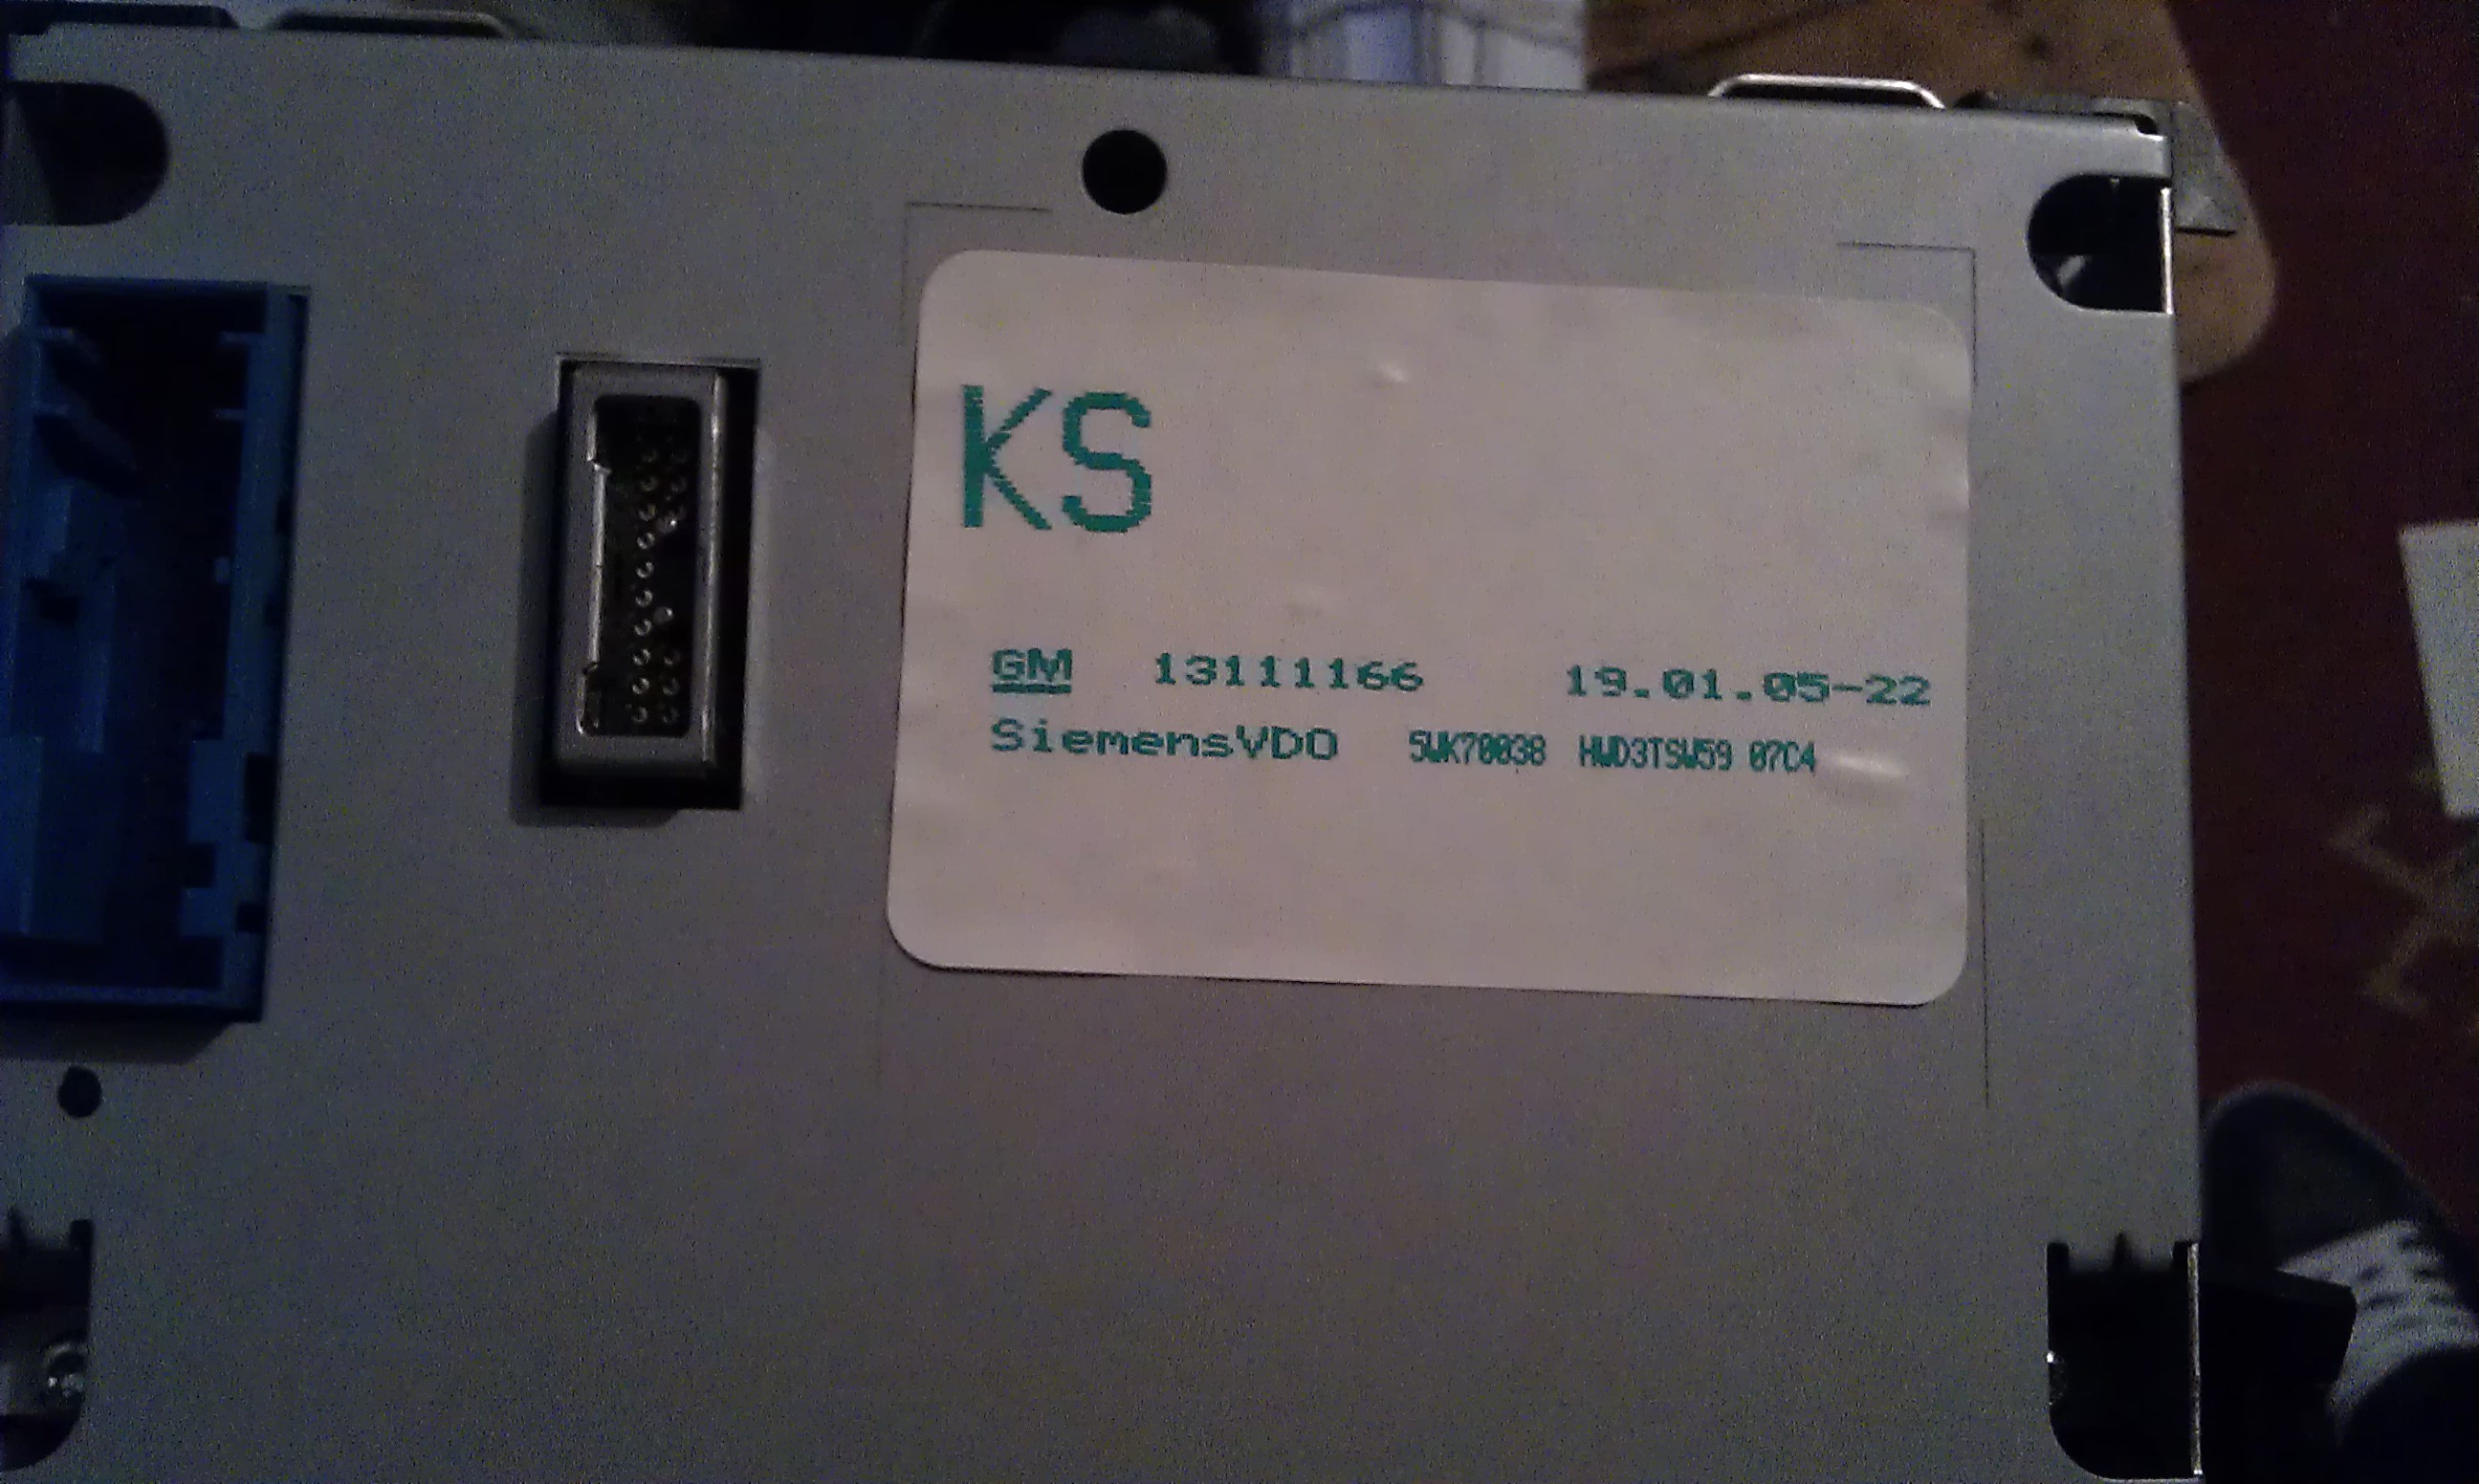 KS
GM 13111166 19.01.05-22
SiemensVDO 5WK70038 HWD3TSW59 07C4